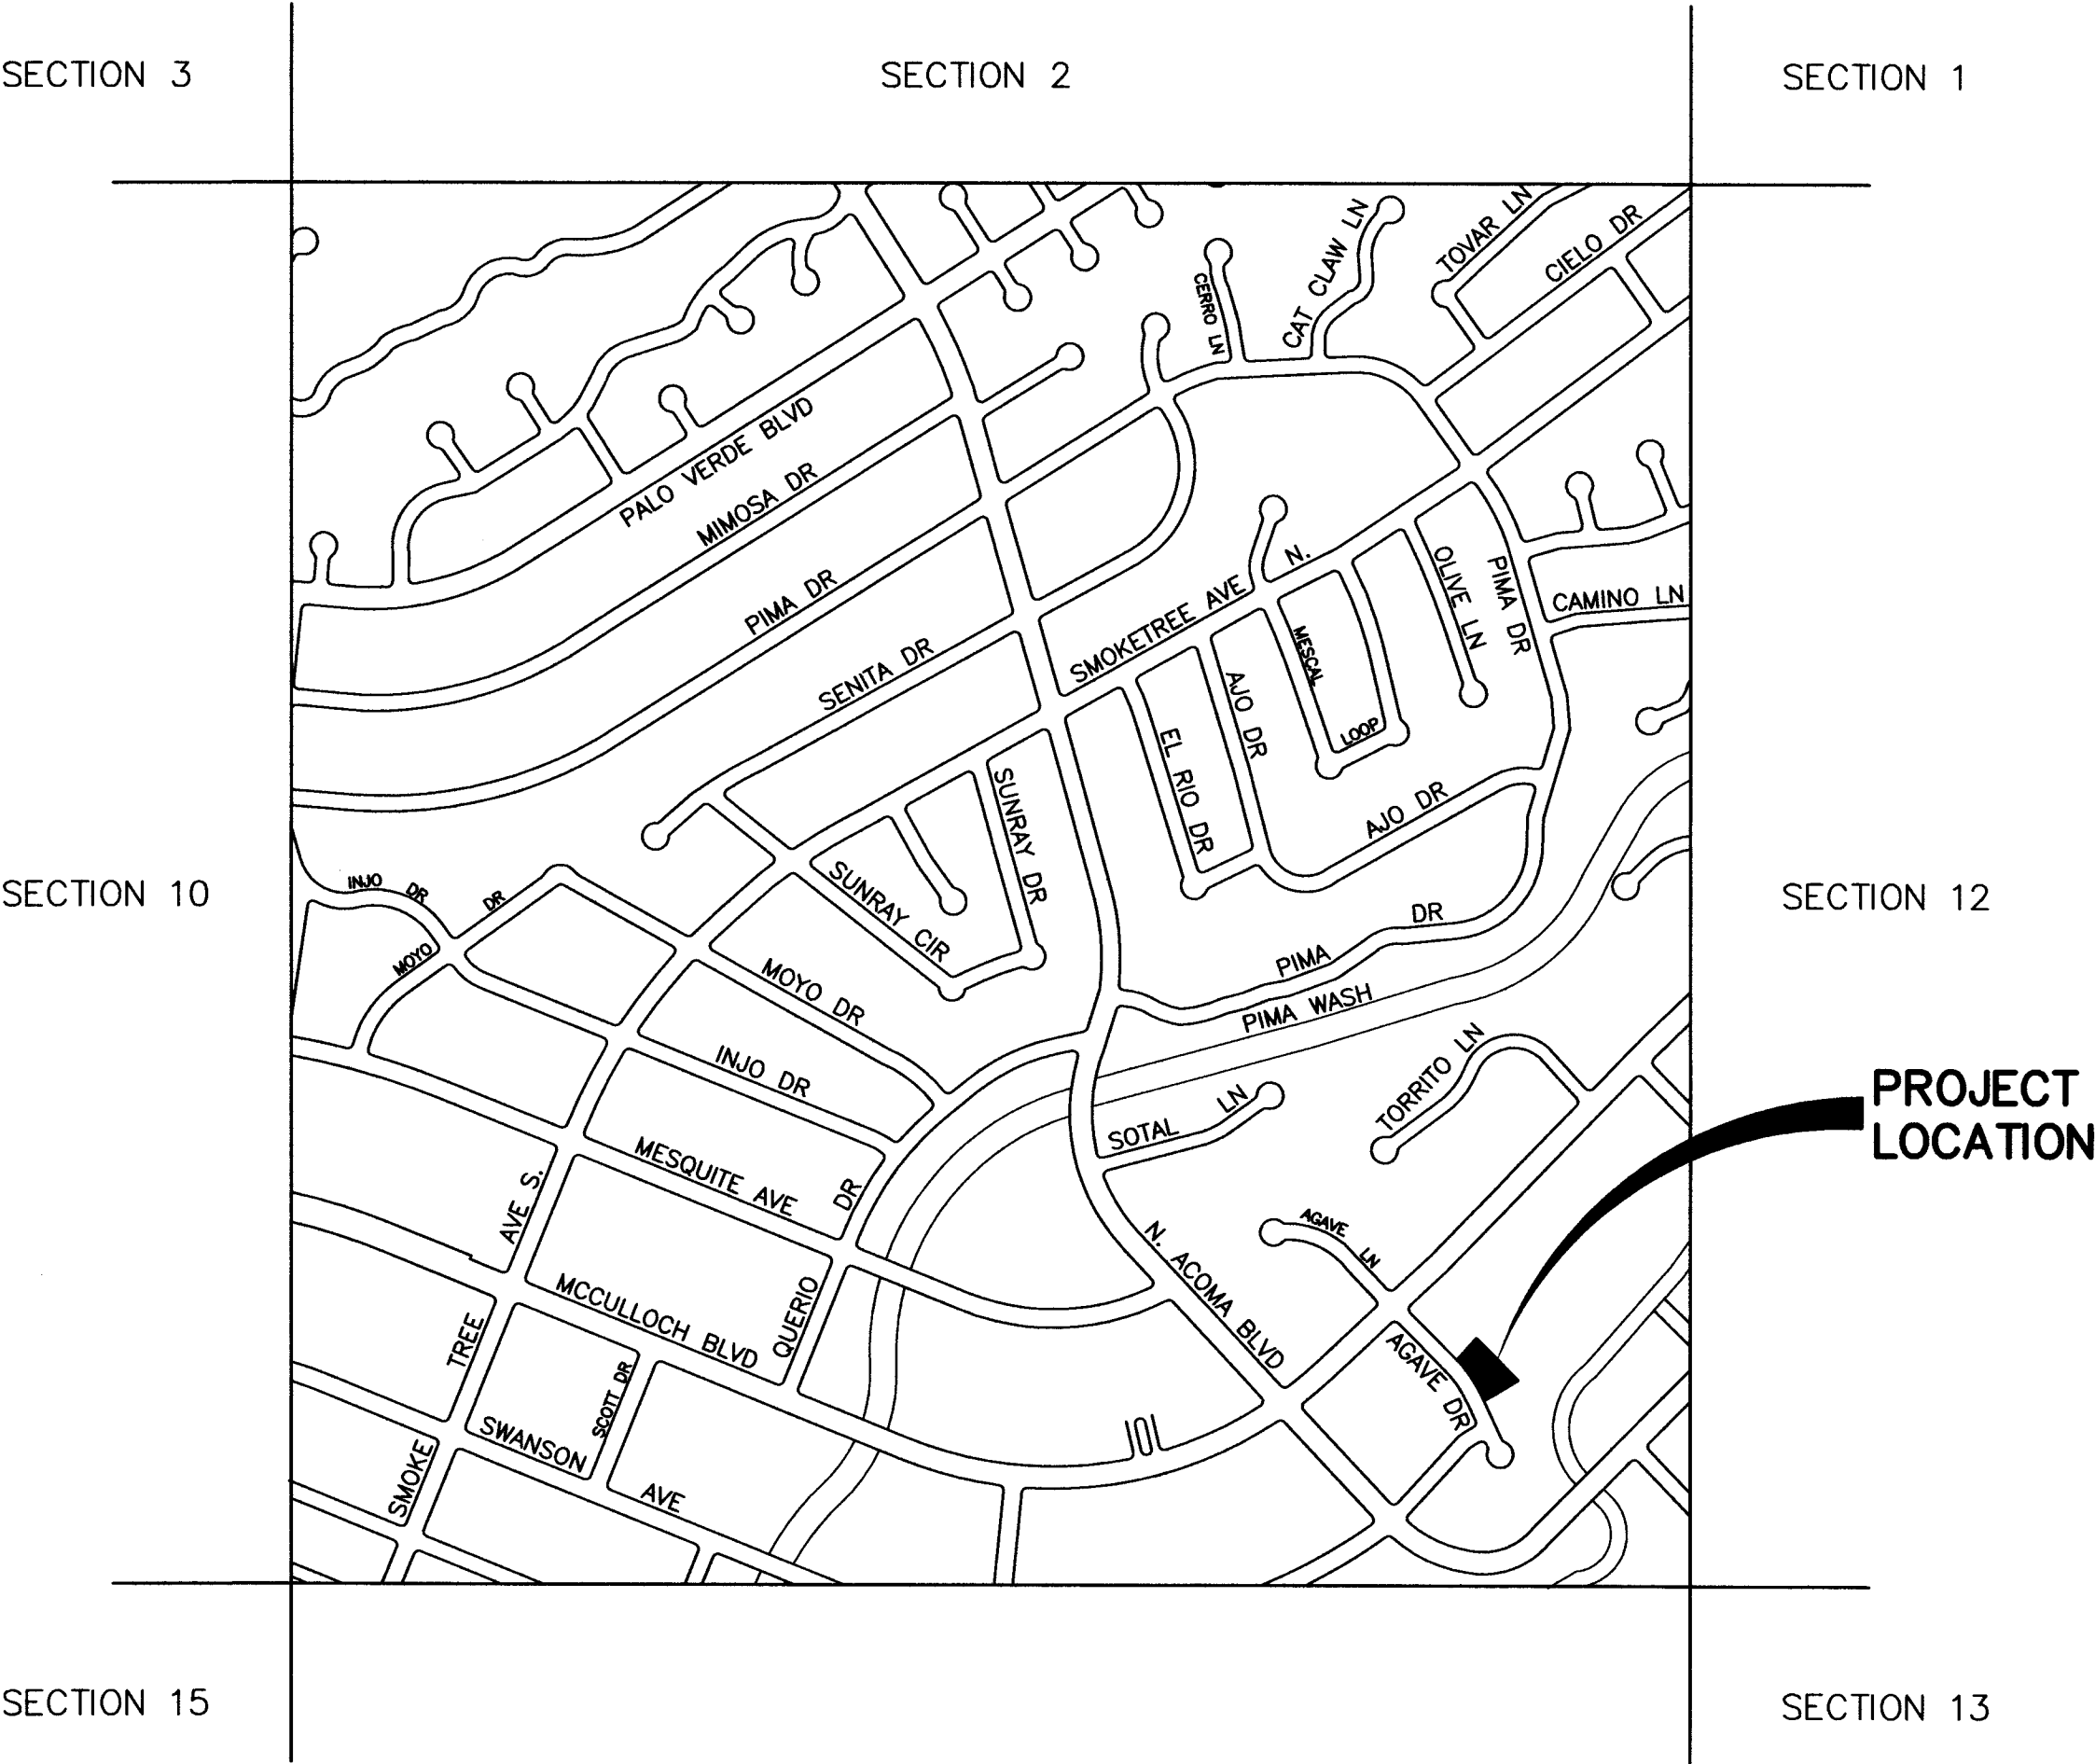 SECTION 3
SECTION 2
SECTION 1
CERRO LN
CAT CLAW LN
TOVAR LN
CIELO DR
PALO VERDE BLVD
MIMOSA DR
PIMA DR
SENITA DR
SMOKETREE AVE N.
OLIVE LN
PIMA DR
CAMINO LN
MESCAL
LOOP
AJO DR
EL RIO DR
AJO DR
SUNRAY DR
SUNRAY CIR
SECTION 10
INJO DR
MOYO DR
SECTION 12
PIMA DR
PIMA WASH
MOYO DR
INJO DR
SOTAL LN
TORRITO LN
PROJECT
LOCATION
MESQUITE AVE
AGAVE LN
N. ACOMA BLVD
MCCULLOCH BLVD
QUERIO DR
SMOKE TREE AVE S.
SCOTT DR
AGAVE DR
SWANSON AVE
SECTION 15
SECTION 13